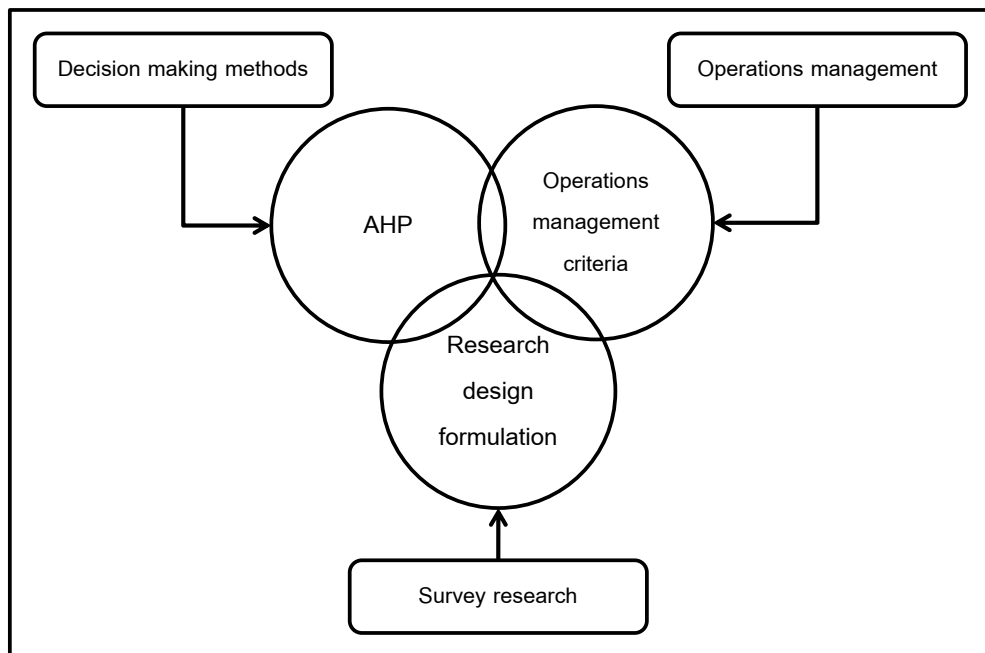 Decision making methods
Operations management
AHP
Operations
management
criteria
Research
design
formulation
Survey research